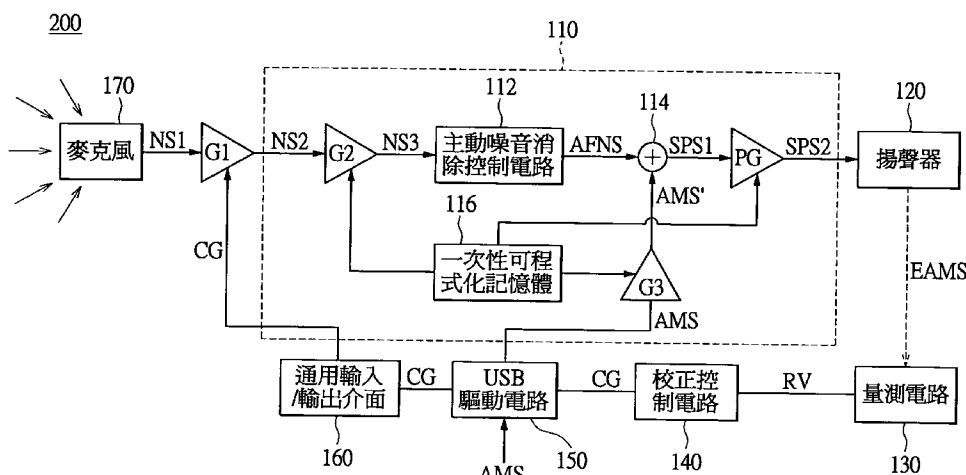 200
110
170
麥克風
NS1
G1
NS2
G2
NS3
112
主動噪音消
除控制電路
AFNS
114
+
SPS1
PG
SPS2
120
揚聲器
AMS'
CG
116
一次性可程
式化記憶體
G3
AMS
EAMS
通用輸入
/輸出介面
160
CG
USB
驅動電路
150
AMS
CG
校正控
制電路
140
RV
量測電路
130